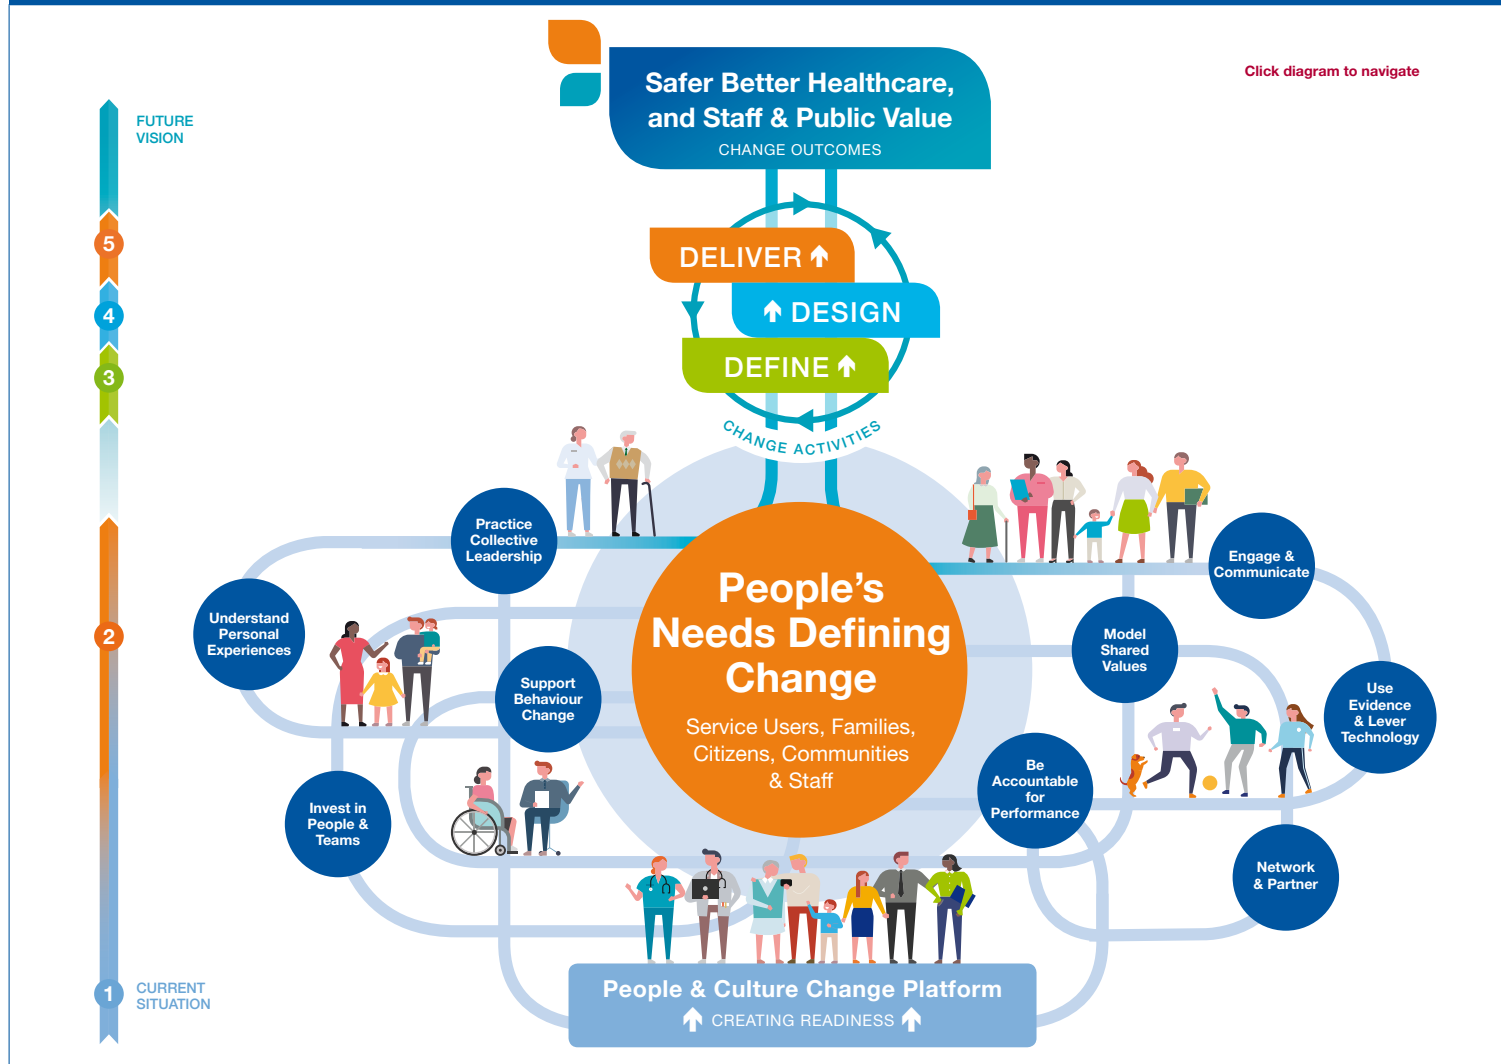 Safer Better Healthcare,
and Staff & Public Value
CHANGE OUTCOMES
Click diagram to navigate
FUTURE
VISION
5
4
3
2
1
CURRENT
SITUATION
DELIVER
DESIGN
DEFINE
CHANGE ACTIVITIES
Practice
Collective
Leadership
Understand
Personal
Experiences
Support
Behaviour
Change
Invest in
People &
Teams
People's
Needs Defining
Change
Service Users, Families,
Citizens, Communities
& Staff
Engage &
Communicate
Model
Shared
Values
Use
Evidence
& Lever
Technology
Be
Accountable
for
Performance
Network
& Partner
People & Culture Change Platform
CREATING READINESS